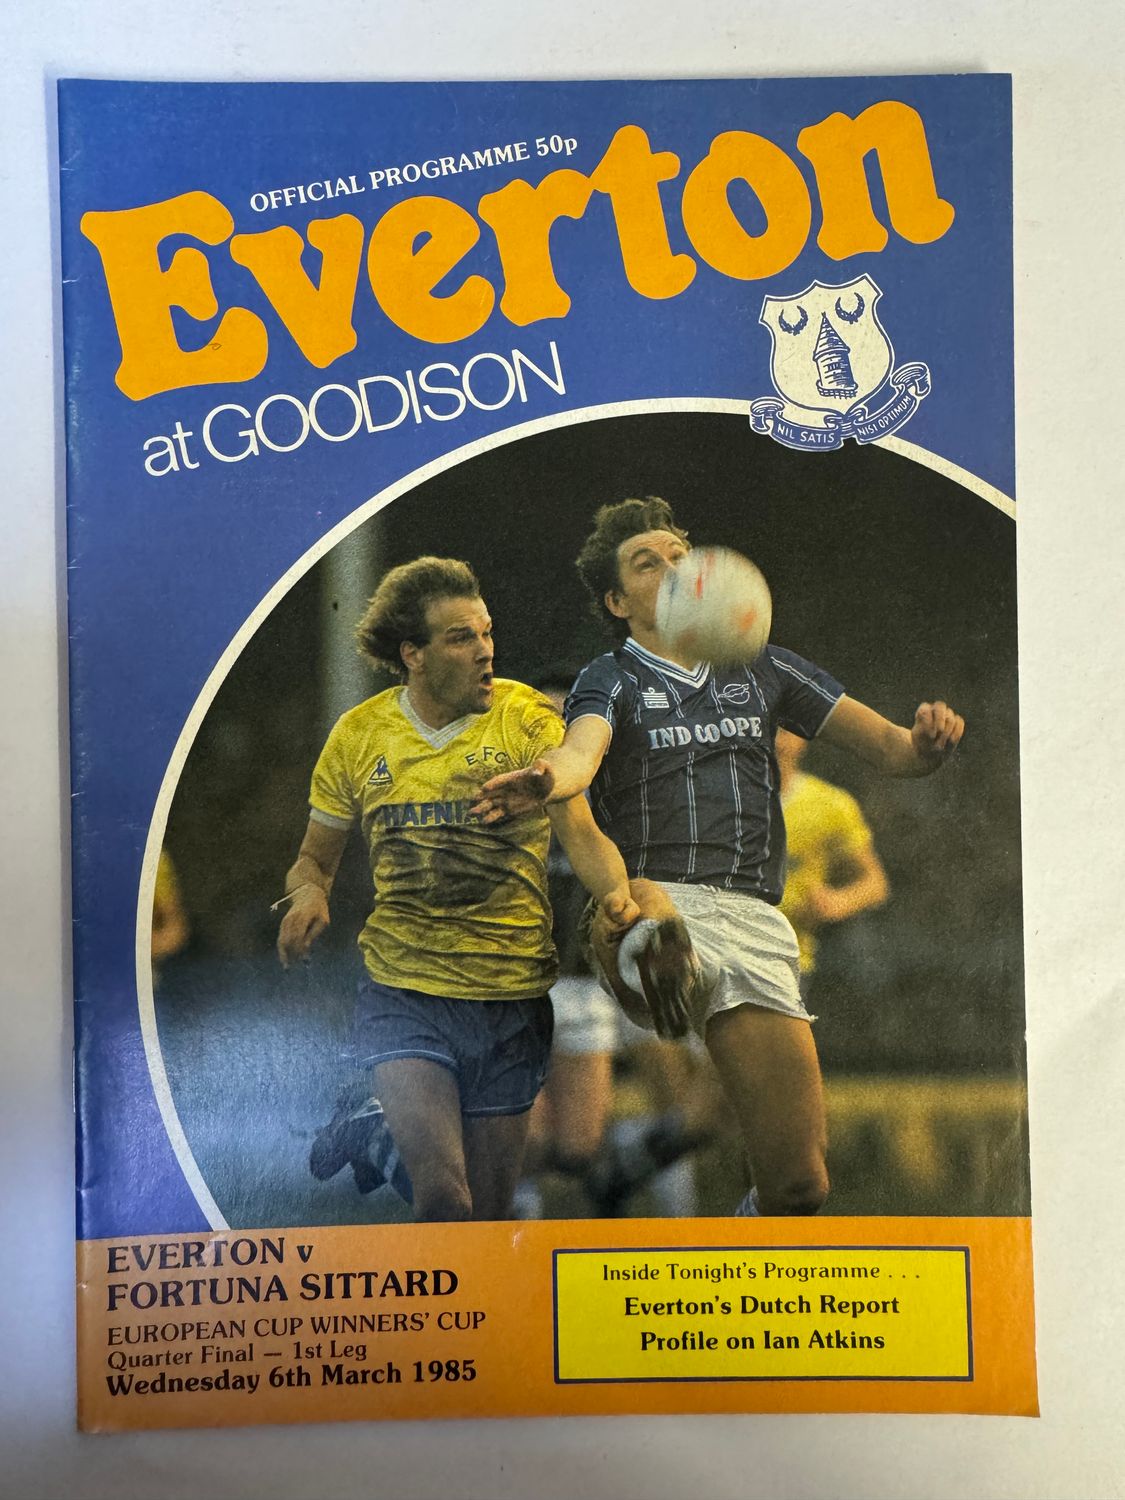 OFFICIAL PROGRAMME 50p
Everton
at GOODISON
NIL SATIS NISI OPTIMUM
E F C
HAFNI
IND COOPE
EVERTON v
FORTUNA SITTARD
EUROPEAN CUP WINNERS' CUP
Quarter Final — 1st Leg
Wednesday 6th March 1985
Inside Tonight's Programme . . .
Everton's Dutch Report
Profile on Ian Atkins